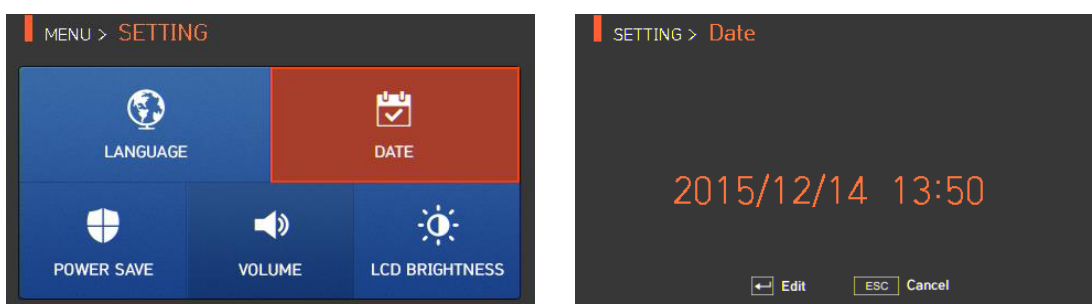 MENU > SETTING
LANGUAGE
DATE
POWER SAVE
VOLUME
LCD BRIGHTNESS
SETTING > Date
2015/12/14 13:50
Edit
ESC Cancel